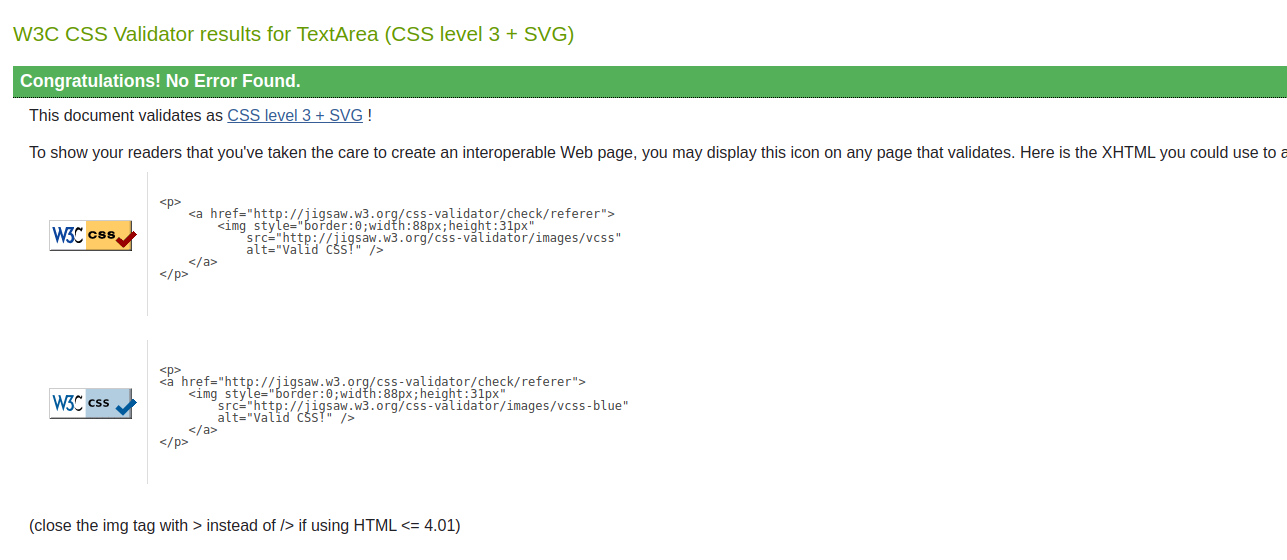 W3C CSS Validator results for TextArea (CSS level 3 + SVG)
Congratulations! No Error Found.
This document validates as CSS level 3 + SVG !
To show your readers that you've taken the care to create an interoperable Web page, you may display this icon on any page that validates. Here is the XHTML you could use to a
<p>
    <a href="http://jigsaw.w3.org/css-validator/check/referer">
        <img style="border:0;width:88px;height:31px"
            src="http://jigsaw.w3.org/css-validator/images/vcss"
            alt="Valid CSS!" />
    </a>
</p>
W3C css
<p>
<a href="http://jigsaw.w3.org/css-validator/check/referer">
    <img style="border:0;width:88px;height:31px"
        src="http://jigsaw.w3.org/css-validator/images/vcss-blue"
        alt="Valid CSS!" />
    </a>
</p>
W3C css
(close the img tag with > instead of /> if using HTML <= 4.01)